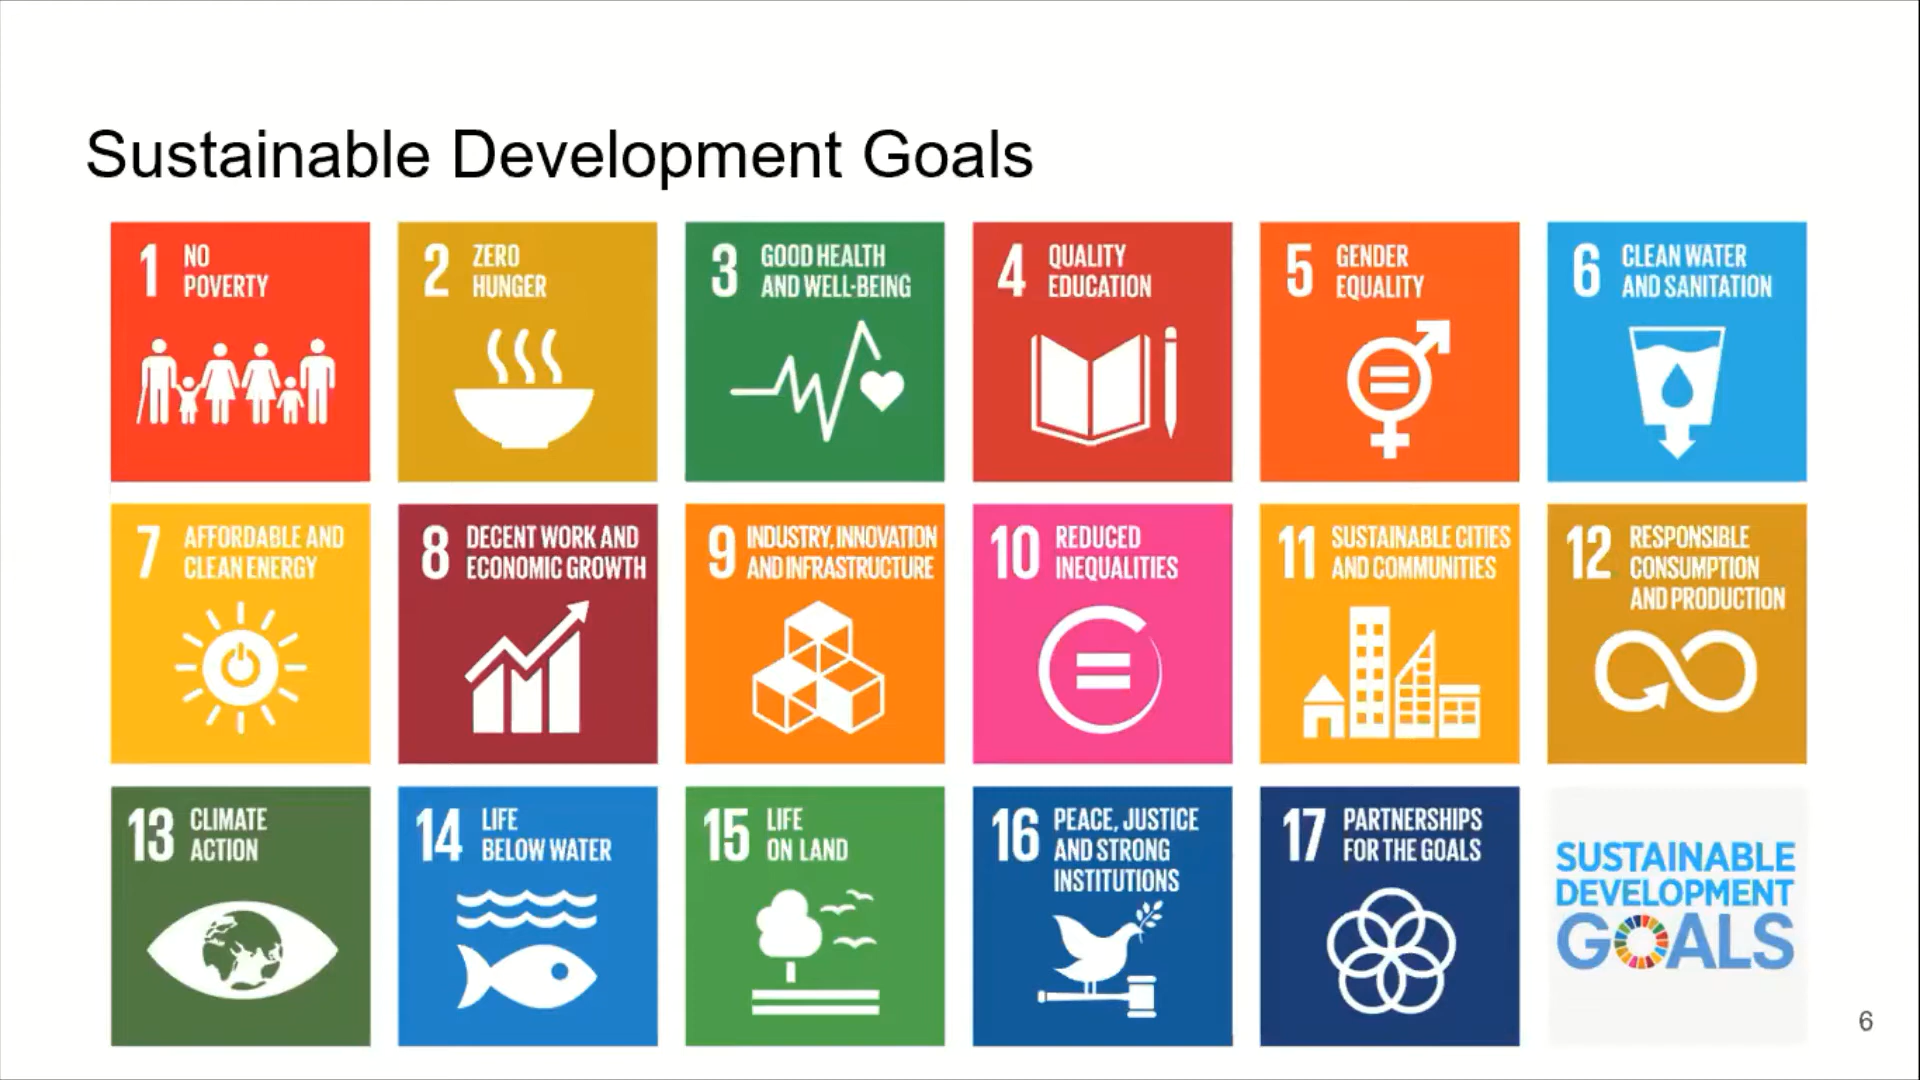 Sustainable Development Goals
1 NO
POVERTY
2 ZERO
HUNGER
3 GOOD HEALTH
AND WELL-BEING
4 QUALITY
EDUCATION
5 GENDER
EQUALITY
6 CLEAN WATER
AND SANITATION
7 AFFORDABLE AND
CLEAN ENERGY
8 DECENT WORK AND
ECONOMIC GROWTH
9 INDUSTRY, INNOVATION
AND INFRASTRUCTURE
10 REDUCED
INEQUALITIES
11 SUSTAINABLE CITIES
AND COMMUNITIES
12 RESPONSIBLE
CONSUMPTION
AND PRODUCTION
13 CLIMATE
ACTION
14 LIFE
BELOW WATER
15 LIFE
ON LAND
16 PEACE, JUSTICE
AND STRONG
INSTITUTIONS
17 PARTNERSHIPS
FOR THE GOALS
SUSTAINABLE
DEVELOPMENT
GOALS
6